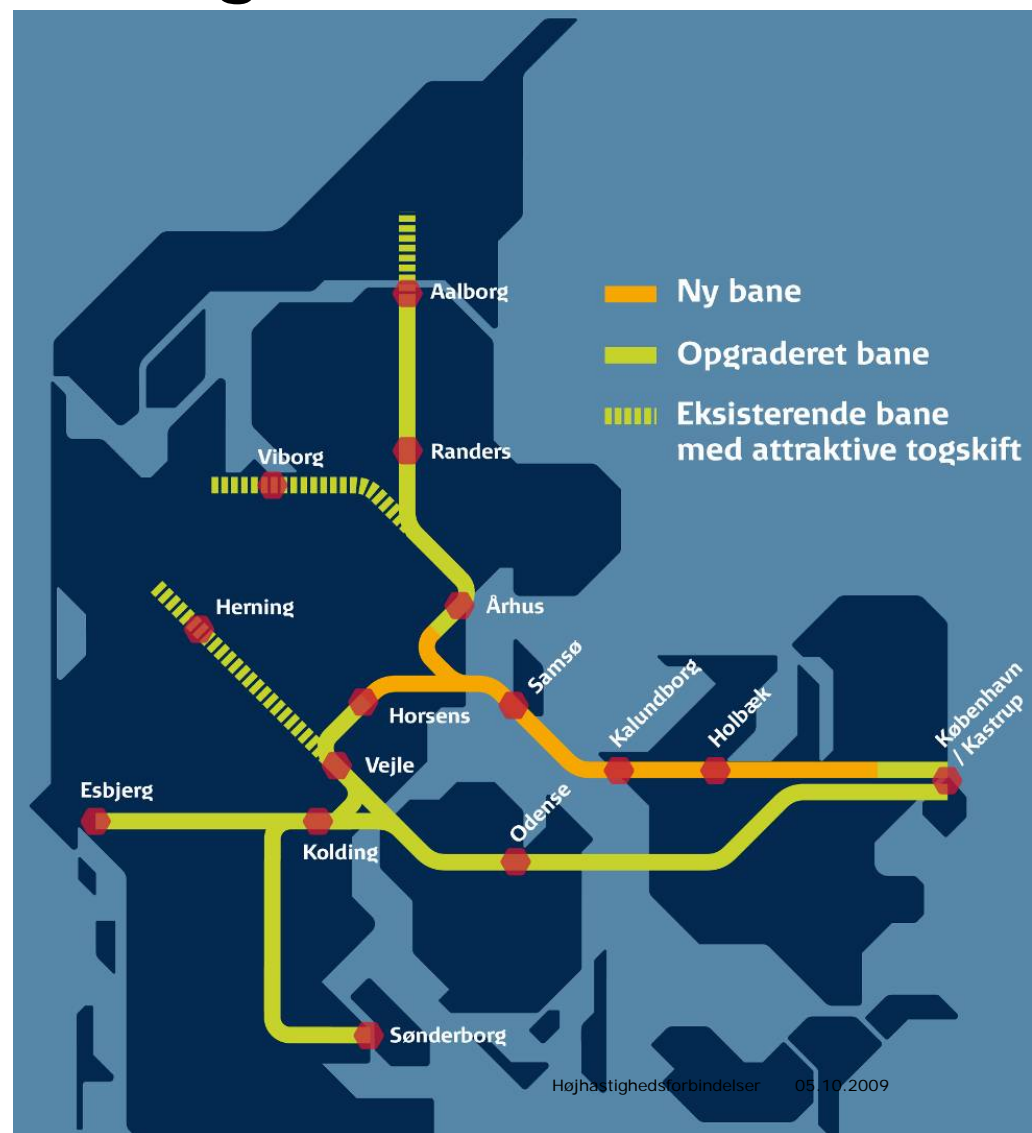 Aalborg
Ny bane
Opgraderet bane
Eksisterende bane
med attraktive togskift
Randers
Viborg
Herning
Århus
Samsø
Kalundborg
Holbæk
København
/ Kastrup
Horsens
Vejle
Esbjerg
Kolding
Odense
Sønderborg
Højhastighedsforbindelser 05.10.2009